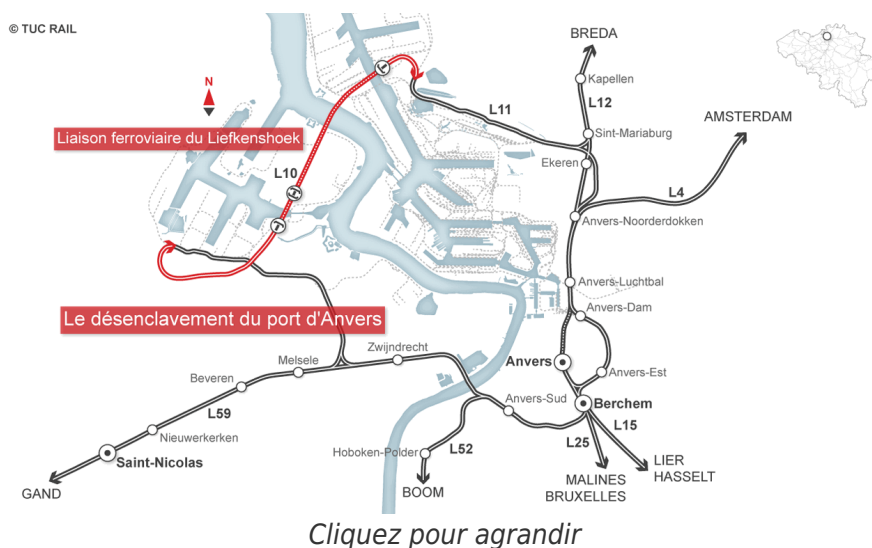 © TUC RAIL
BREDA
Kapellen
N
L11
L12
AMSTERDAM
Liaison ferroviaire du Liefkenshoek
Sint-Mariaburg
Ekeren
L10
L4
Anvers-Noorderdokken
Anvers-Luchtbal
Le désenclavement du port d'Anvers
Anvers-Dam
Zwijndrecht
Melsele
Anvers
Anvers-Est
Beveren
Anvers-Sud
Berchem
L59
Nieuwerkerken
L25
L15
Hoboken-Polder
L52
Saint-Nicolas
LIER
HASSELT
GAND
BOOM
MALINES
BRUXELLES
Cliquez pour agrandir